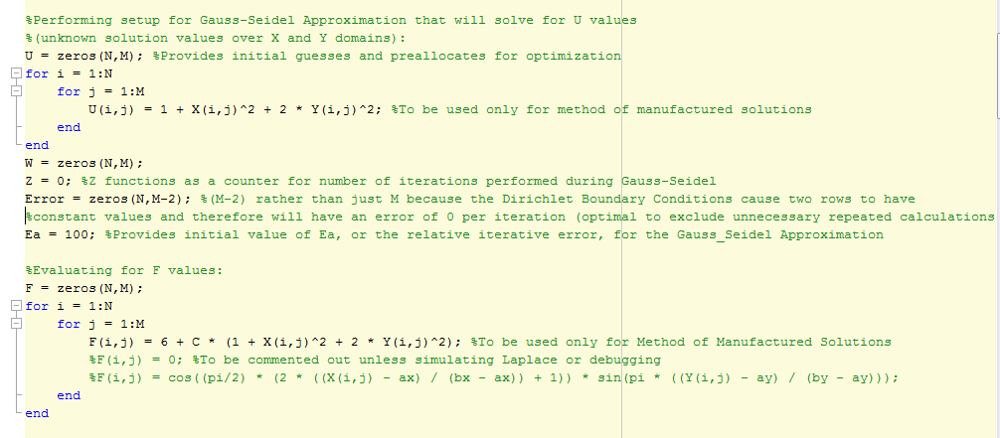 %Performing setup for Gauss-Seidel Approximation that will solve for U values
%(unknown solution values over X and Y domains):
U = zeros(N,M); %Provides initial guesses and preallocates for optimization
for i = 1:N
for j = 1:M
U(i,j) = 1 + X(i,j)^2 + 2 * Y(i,j)^2; %To be used only for method of manufactured solutions
end
end
W = zeros(N,M);
Z = 0; %Z functions as a counter for number of iterations performed during Gauss-Seidel
Error = zeros(N,M-2); %(M-2) rather than just M because the Dirichlet Boundary Conditions cause two rows to have
%constant values and therefore will have an error of 0 per iteration (optimal to exclude unnecessary repeated calculations
Ea = 100; %Provides initial value of Ea, or the relative iterative error, for the Gauss_Seidel Approximation
%Evaluating for F values:
F = zeros(N,M);
for i = 1:N
for j = 1:M
F(i,j) = 6 + C * (1 + X(i,j)^2 + 2 * Y(i,j)^2); %To be used only for Method of Manufactured Solutions
%F(i,j) = 0; %To be commented out unless simulating Laplace or debugging
%F(i,j) = cos((pi/2) * (2 * ((X(i,j) - ax) / (bx - ax)) + 1)) * sin(pi * ((Y(i,j) - ay) / (by - ay)));
end
end